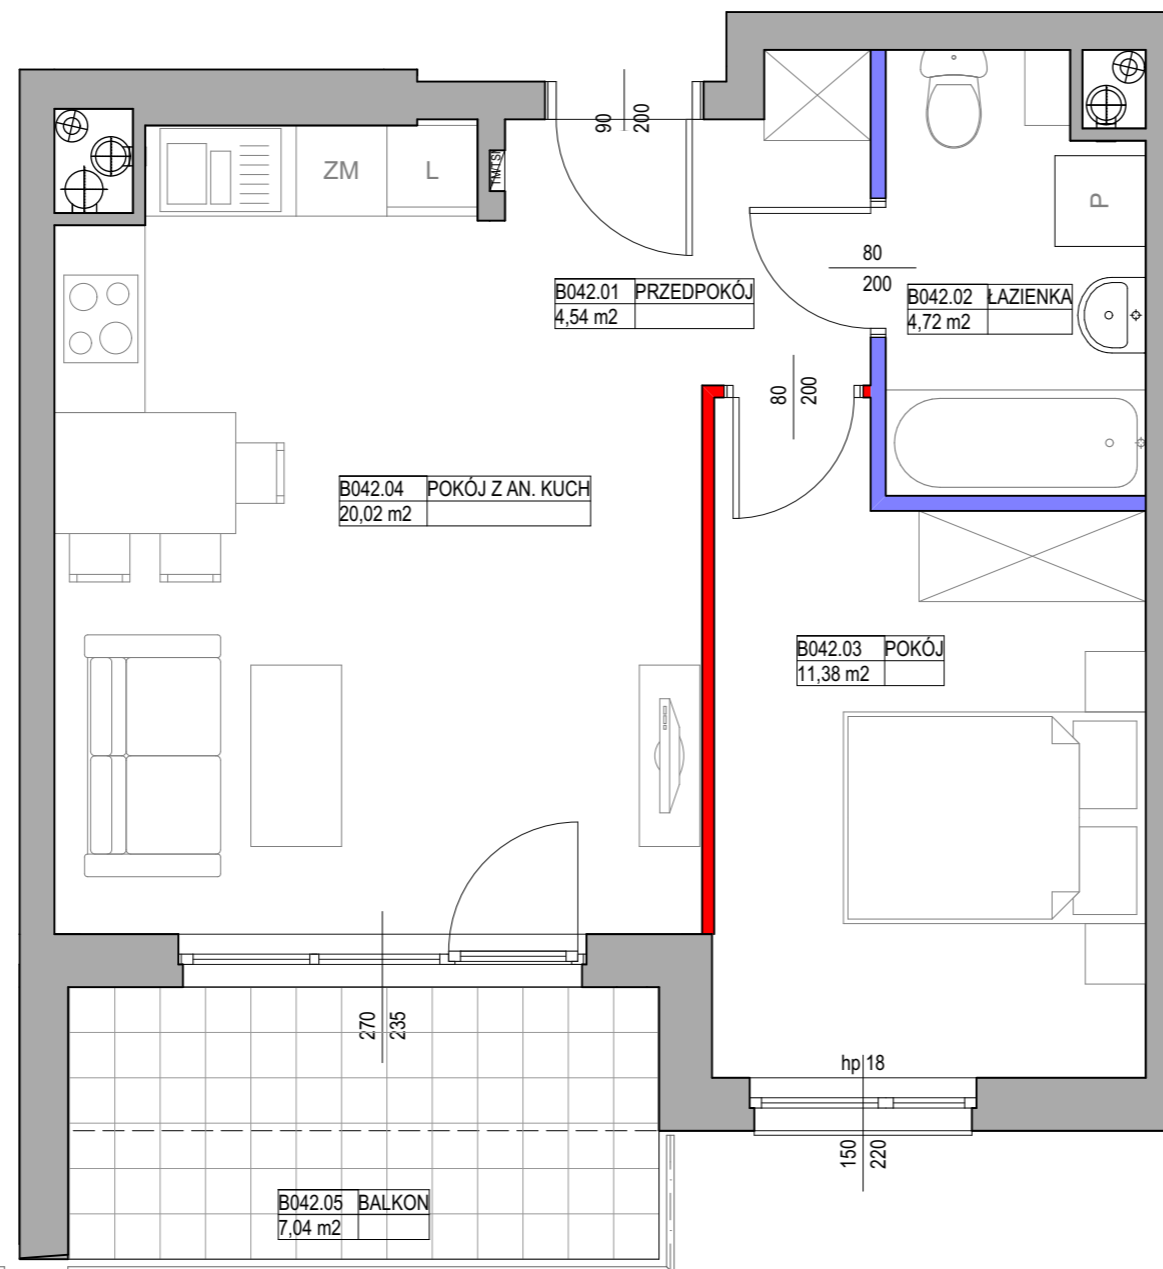 90
200
ZM
L
TM/TSM
P
80
200
B042.01 PRZEDPOKÓJ
4,54 m2
B042.02 ŁAZIENKA
4,72 m2
80
200
B042.04 POKÓJ Z AN. KUCH
20,02 m2
B042.03 POKÓJ
11,38 m2
270
235
hp 18
150
220
B042.05 BALKON
7,04 m2